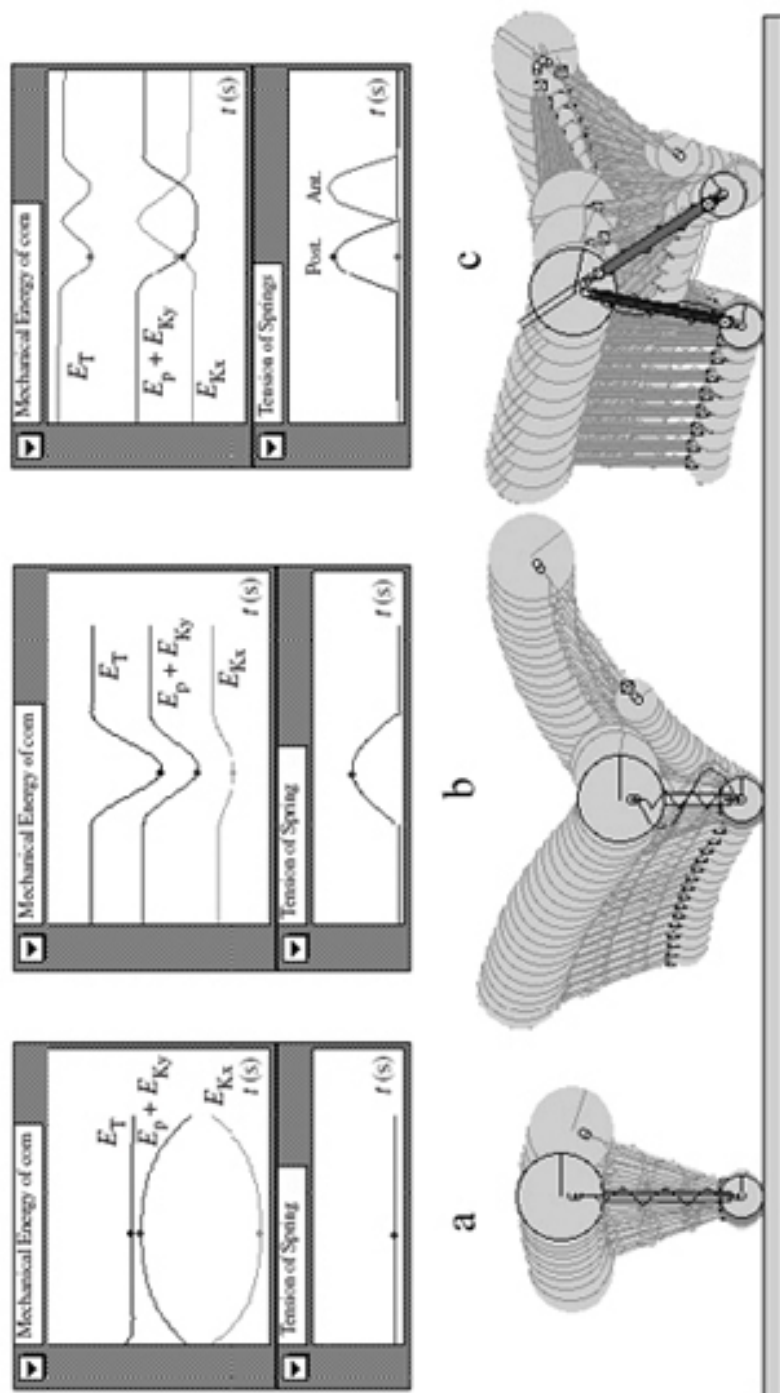 Mechanical Energy of com
E_T
E_p + E_Ky
E_Kx
t (s)
Tension of Spring
t (s)
a
Mechanical Energy of com
E_T
E_p + E_Ky
E_Kx
t (s)
Tension of Spring
t (s)
b
Mechanical Energy of com
E_T
E_p + E_Ky
E_Kx
t (s)
Tension of Springs
Post.
Ant.
t (s)
c